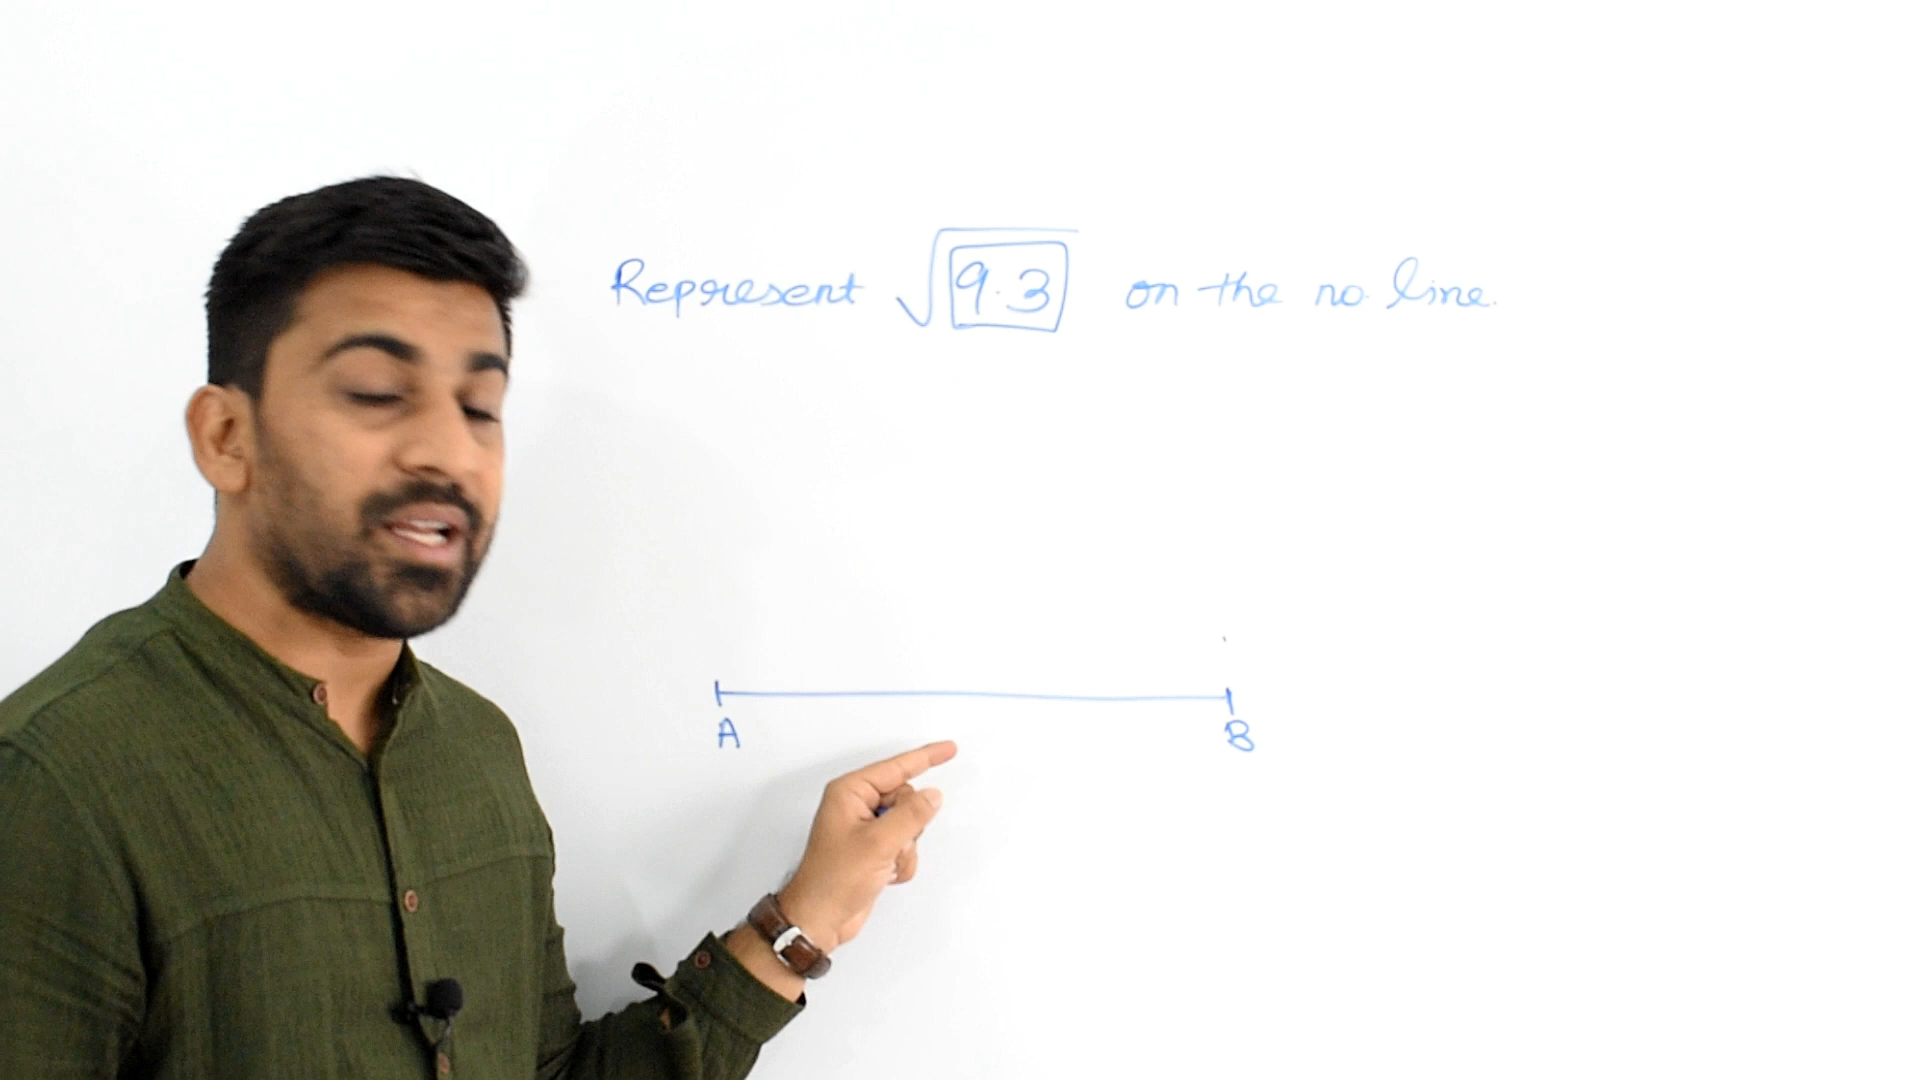 Represent √9.3 on the no. line.
A B